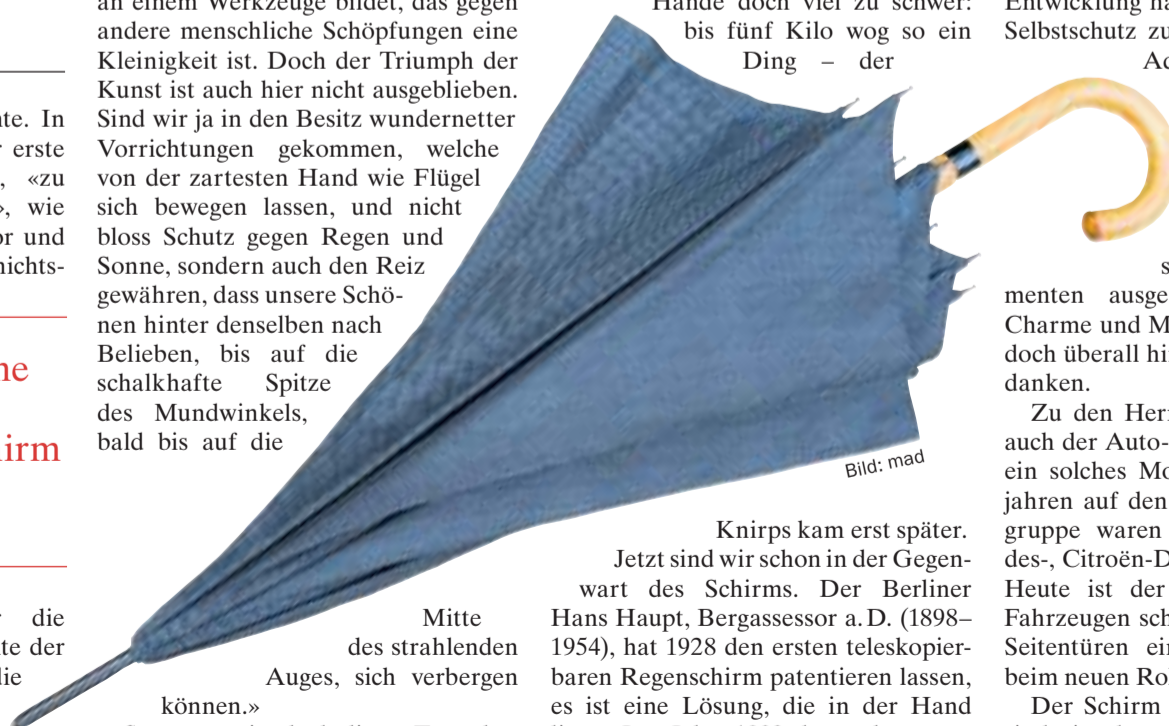 te. In
erste
, «zu
», wie
or und
nichts-
ne
irm
die
te der
die
an einem Werkzeuge bildet, das gegen
andere menschliche Schöpfungen eine
Kleinigkeit ist. Doch der Triumph der
Kunst ist auch hier nicht ausgeblieben.
Sind wir ja in den Besitz wundernetter
Vorrichtungen gekommen, welche
von der zartesten Hand wie Flügel
sich bewegen lassen, und nicht
bloss Schutz gegen Regen und
Sonne, sondern auch den Reiz
gewähren, dass unsere Schö-
nen hinter denselben nach
Belieben, bis auf die
schalkhafte Spitze
des Mundwinkels,
bald bis auf die
Mitte
des strahlenden
Auges, sich verbergen
können.»
Hände doch viel zu schwer:
bis fünf Kilo wog so ein
Ding – der
Bild: mad
Knirps kam erst später.
Jetzt sind wir schon in der Gegen-
wart des Schirms. Der Berliner
Hans Haupt, Bergassessor a. D. (1898–
1954), hat 1928 den ersten teleskopier-
baren Regenschirm patentieren lassen,
es ist eine Lösung, die in der Hand
Entwicklung ha
Selbstschutz zu
Ad
s
menten ausge
Charme und M
doch überall hi
danken.
Zu den Her
auch der Auto-
ein solches Mo
jahren auf den
gruppe waren
des-, Citroën-D
Heute ist der
Fahrzeugen sch
Seitentüren ei
beim neuen Ro
Der Schirm